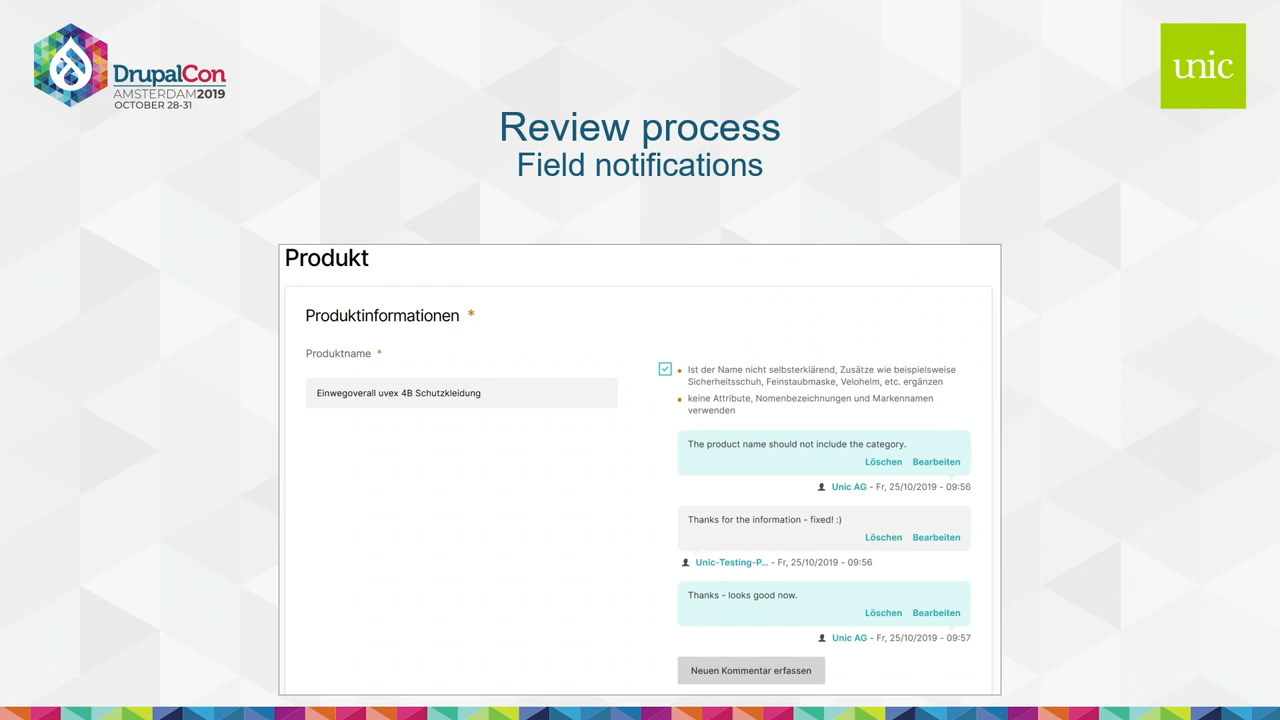 DrupalCon
AMSTERDAM2019
OCTOBER 28-31
unic
Review process
Field notifications
Produkt
Produktinformationen *
Produktname *
Einwegoverall uvex 4B Schutzkleidung
Ist der Name nicht selbsterklärend, Zusätze wie beispielsweise
Sicherheitsschuh, Feinstaubmaske, Velohelm, etc. ergänzen
keine Attribute, Nomenbezeichnungen und Markennamen
verwenden
The product name should not include the category.
Löschen Bearbeiten
Unic AG - Fr, 25/10/2019 - 09:56
Thanks for the information - fixed! :)
Löschen Bearbeiten
Unic-Testing-P... - Fr, 25/10/2019 - 09:56
Thanks - looks good now.
Löschen Bearbeiten
Unic AG - Fr, 25/10/2019 - 09:57
Neuen Kommentar erfassen